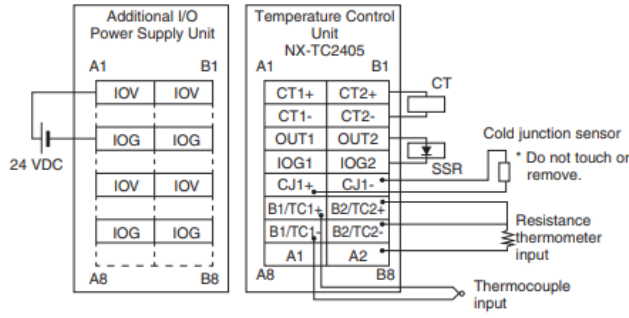 Additional I/O
Power Supply Unit
A1 B1
IOV IOV
IOG IOG
IOV IOV
IOG IOG
A8 B8
24 VDC
Temperature Control
Unit
NX-TC2405
A1 B1
CT1+ CT2+
CT1- CT2-
OUT1 OUT2
IOG1 IOG2
CJ1+ CJ1-
B1/TC1+ B2/TC2+
B1/TC1- B2/TC2-
A1 A2
A8 B8
CT
SSR
Cold junction sensor
* Do not touch or
remove.
Resistance
thermometer
input
Thermocouple
input